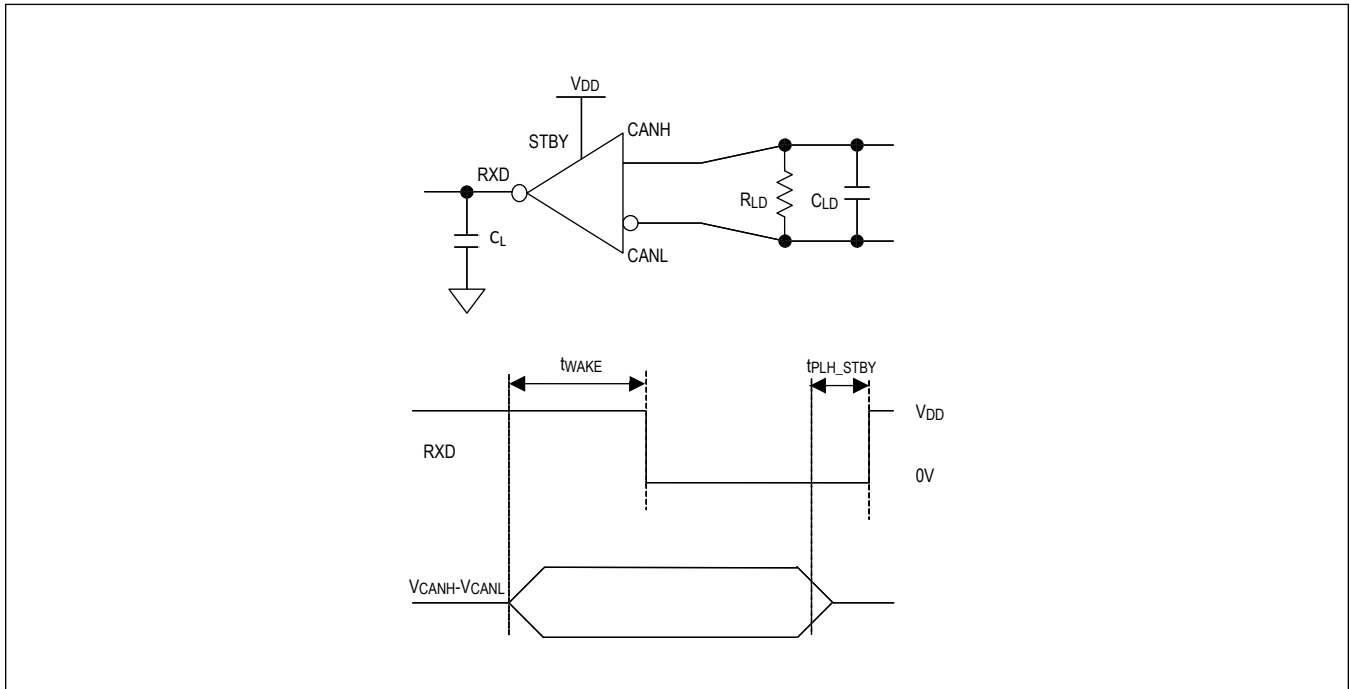 VDD
STBY
CANH
RXD
RLD
CLD
CL
CANL
tWAKE
tPLH_STBY
VDD
RXD
0V
VCANH-VCANL